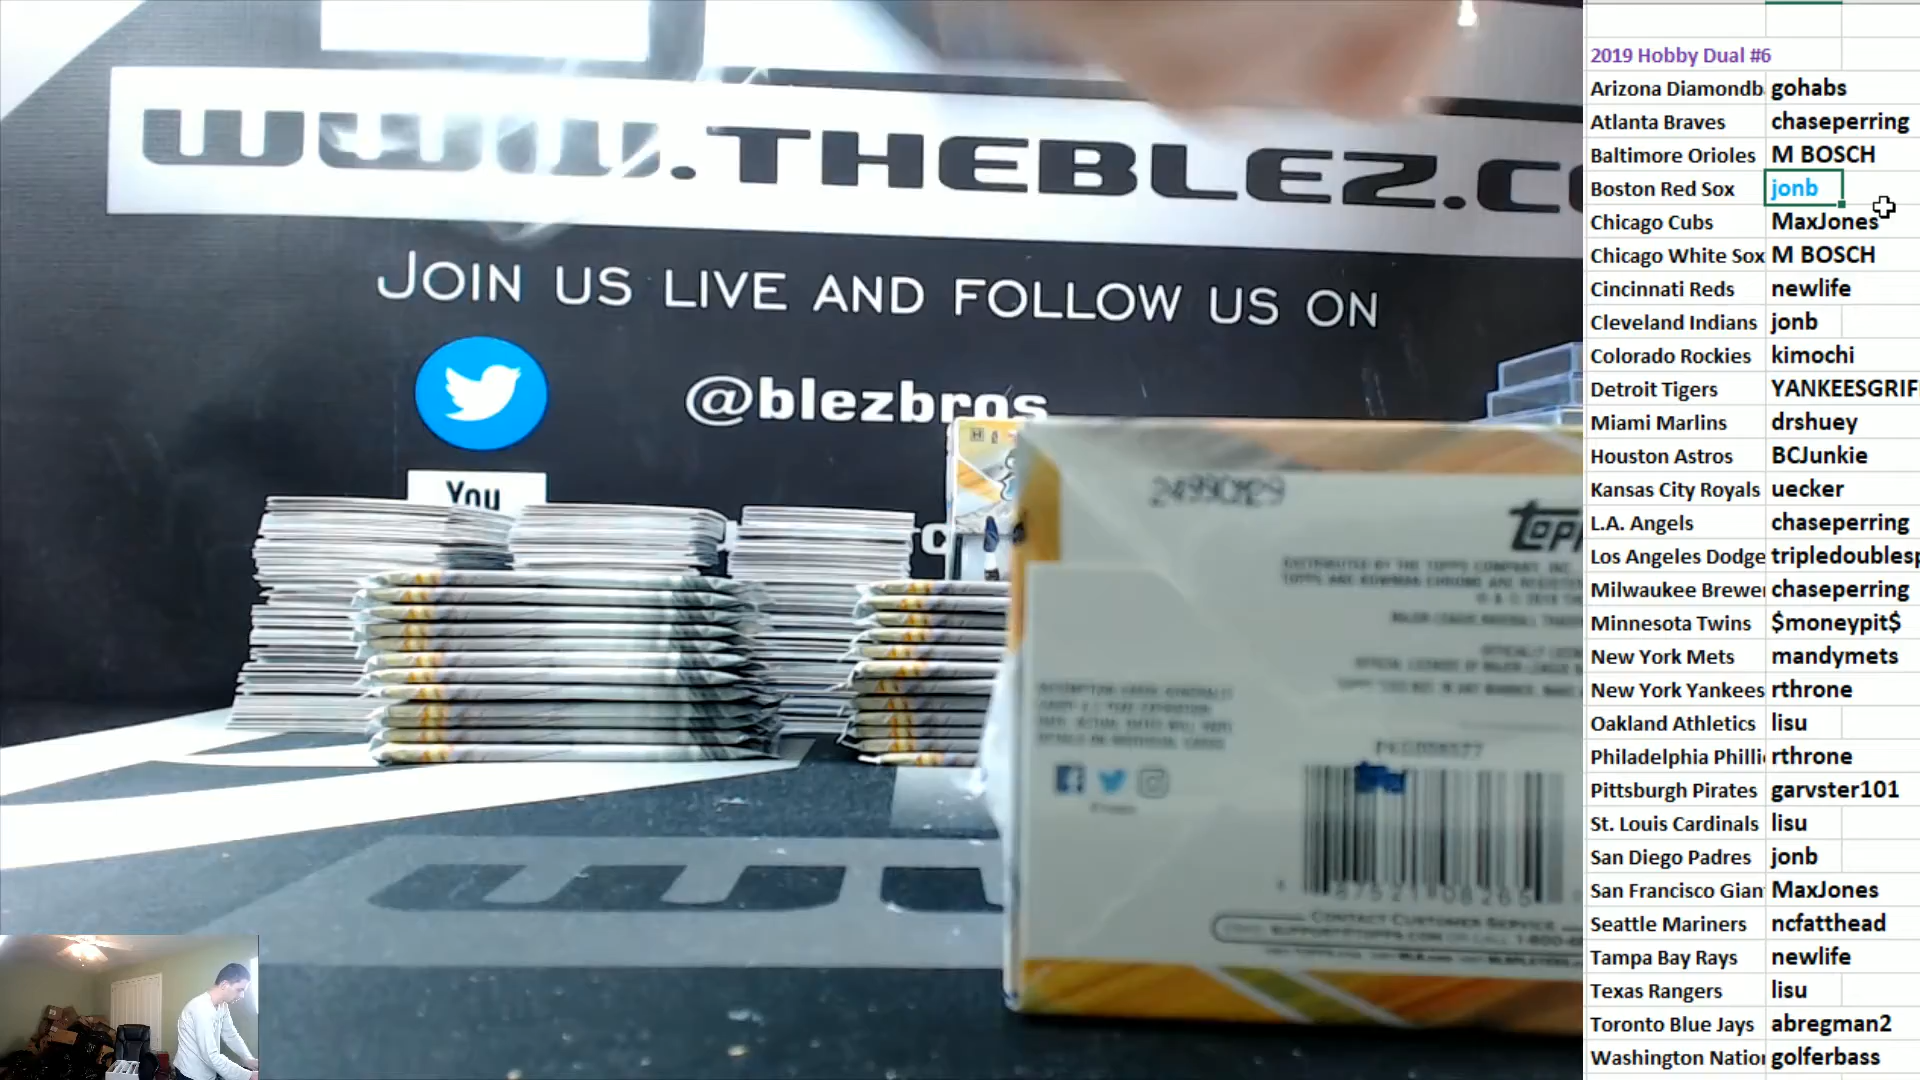 WWW.THEBLEZ.CO
JOIN US LIVE AND FOLLOW US ON
@blezbros
You
TOPP
CONTACT CUSTOMER SERVICE
2019 Hobby Dual #6
Arizona Diamondb gohabs
Atlanta Braves chaseperring
Baltimore Orioles M BOSCH
Boston Red Sox jonb
Chicago Cubs MaxJones
Chicago White Sox M BOSCH
Cincinnati Reds newlife
Cleveland Indians jonb
Colorado Rockies kimochi
Detroit Tigers YANKEESGRIF
Miami Marlins drshuey
Houston Astros BCJunkie
Kansas City Royals uecker
L.A. Angels chaseperring
Los Angeles Dodge tripledoublesp
Milwaukee Brewe chaseperring
Minnesota Twins $moneypit$
New York Mets mandymets
New York Yankees rthrone
Oakland Athletics lisu
Philadelphia Philli rthrone
Pittsburgh Pirates garvster101
St. Louis Cardinals lisu
San Diego Padres jonb
San Francisco Gian MaxJones
Seattle Mariners ncfatthead
Tampa Bay Rays newlife
Texas Rangers lisu
Toronto Blue Jays abregman2
Washington Natio golferbass